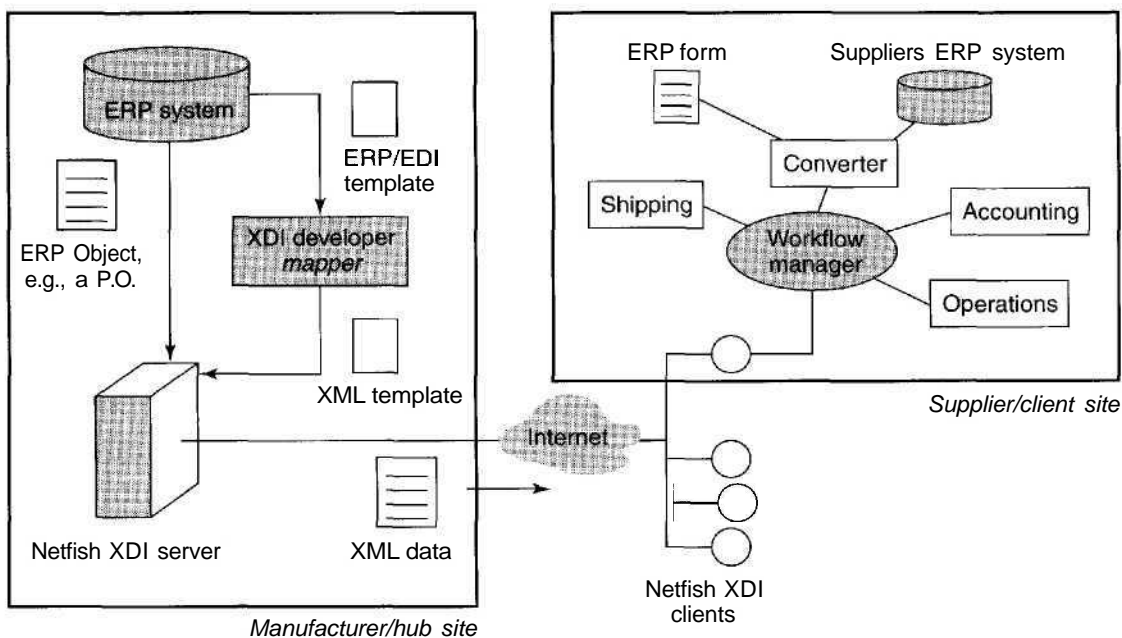 ERP system
ERP/EDI
template
ERP Object,
e.g., a P.O.
XDI developer
mapper
XML template
Netfish XDI server
XML data
Manufacturer/hub site
Internet
ERP form
Suppliers ERP system
Converter
Shipping
Accounting
Workflow
manager
Operations
Supplier/client site
Netfish XDI
clients